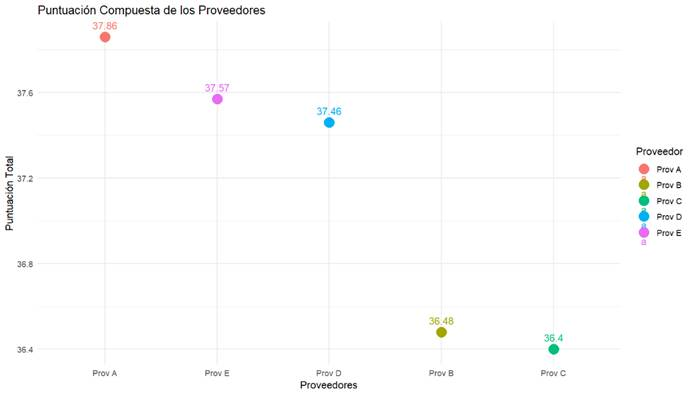 Puntuación Compuesta de los Proveedores
37.86
37.57
37.46
36.48
36.4
37.6
37.2
36.8
36.4
Puntuación Total
Prov A
Prov E
Prov D
Prov B
Prov C
Proveedores
Proveedor
Prov A
a
Prov B
a
Prov C
a
Prov D
a
Prov E
a